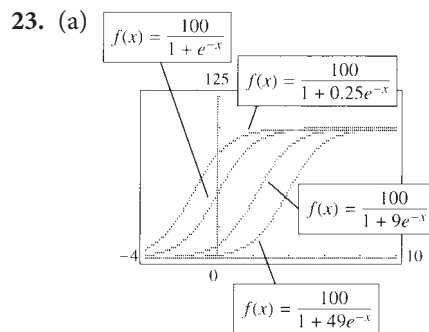 23. (a)
f(x) = 100 / (1 + e^{-x})
125
f(x) = 100 / (1 + 0.25e^{-x})
f(x) = 100 / (1 + 9e^{-x})
-4
10
0
f(x) = 100 / (1 + 49e^{-x})